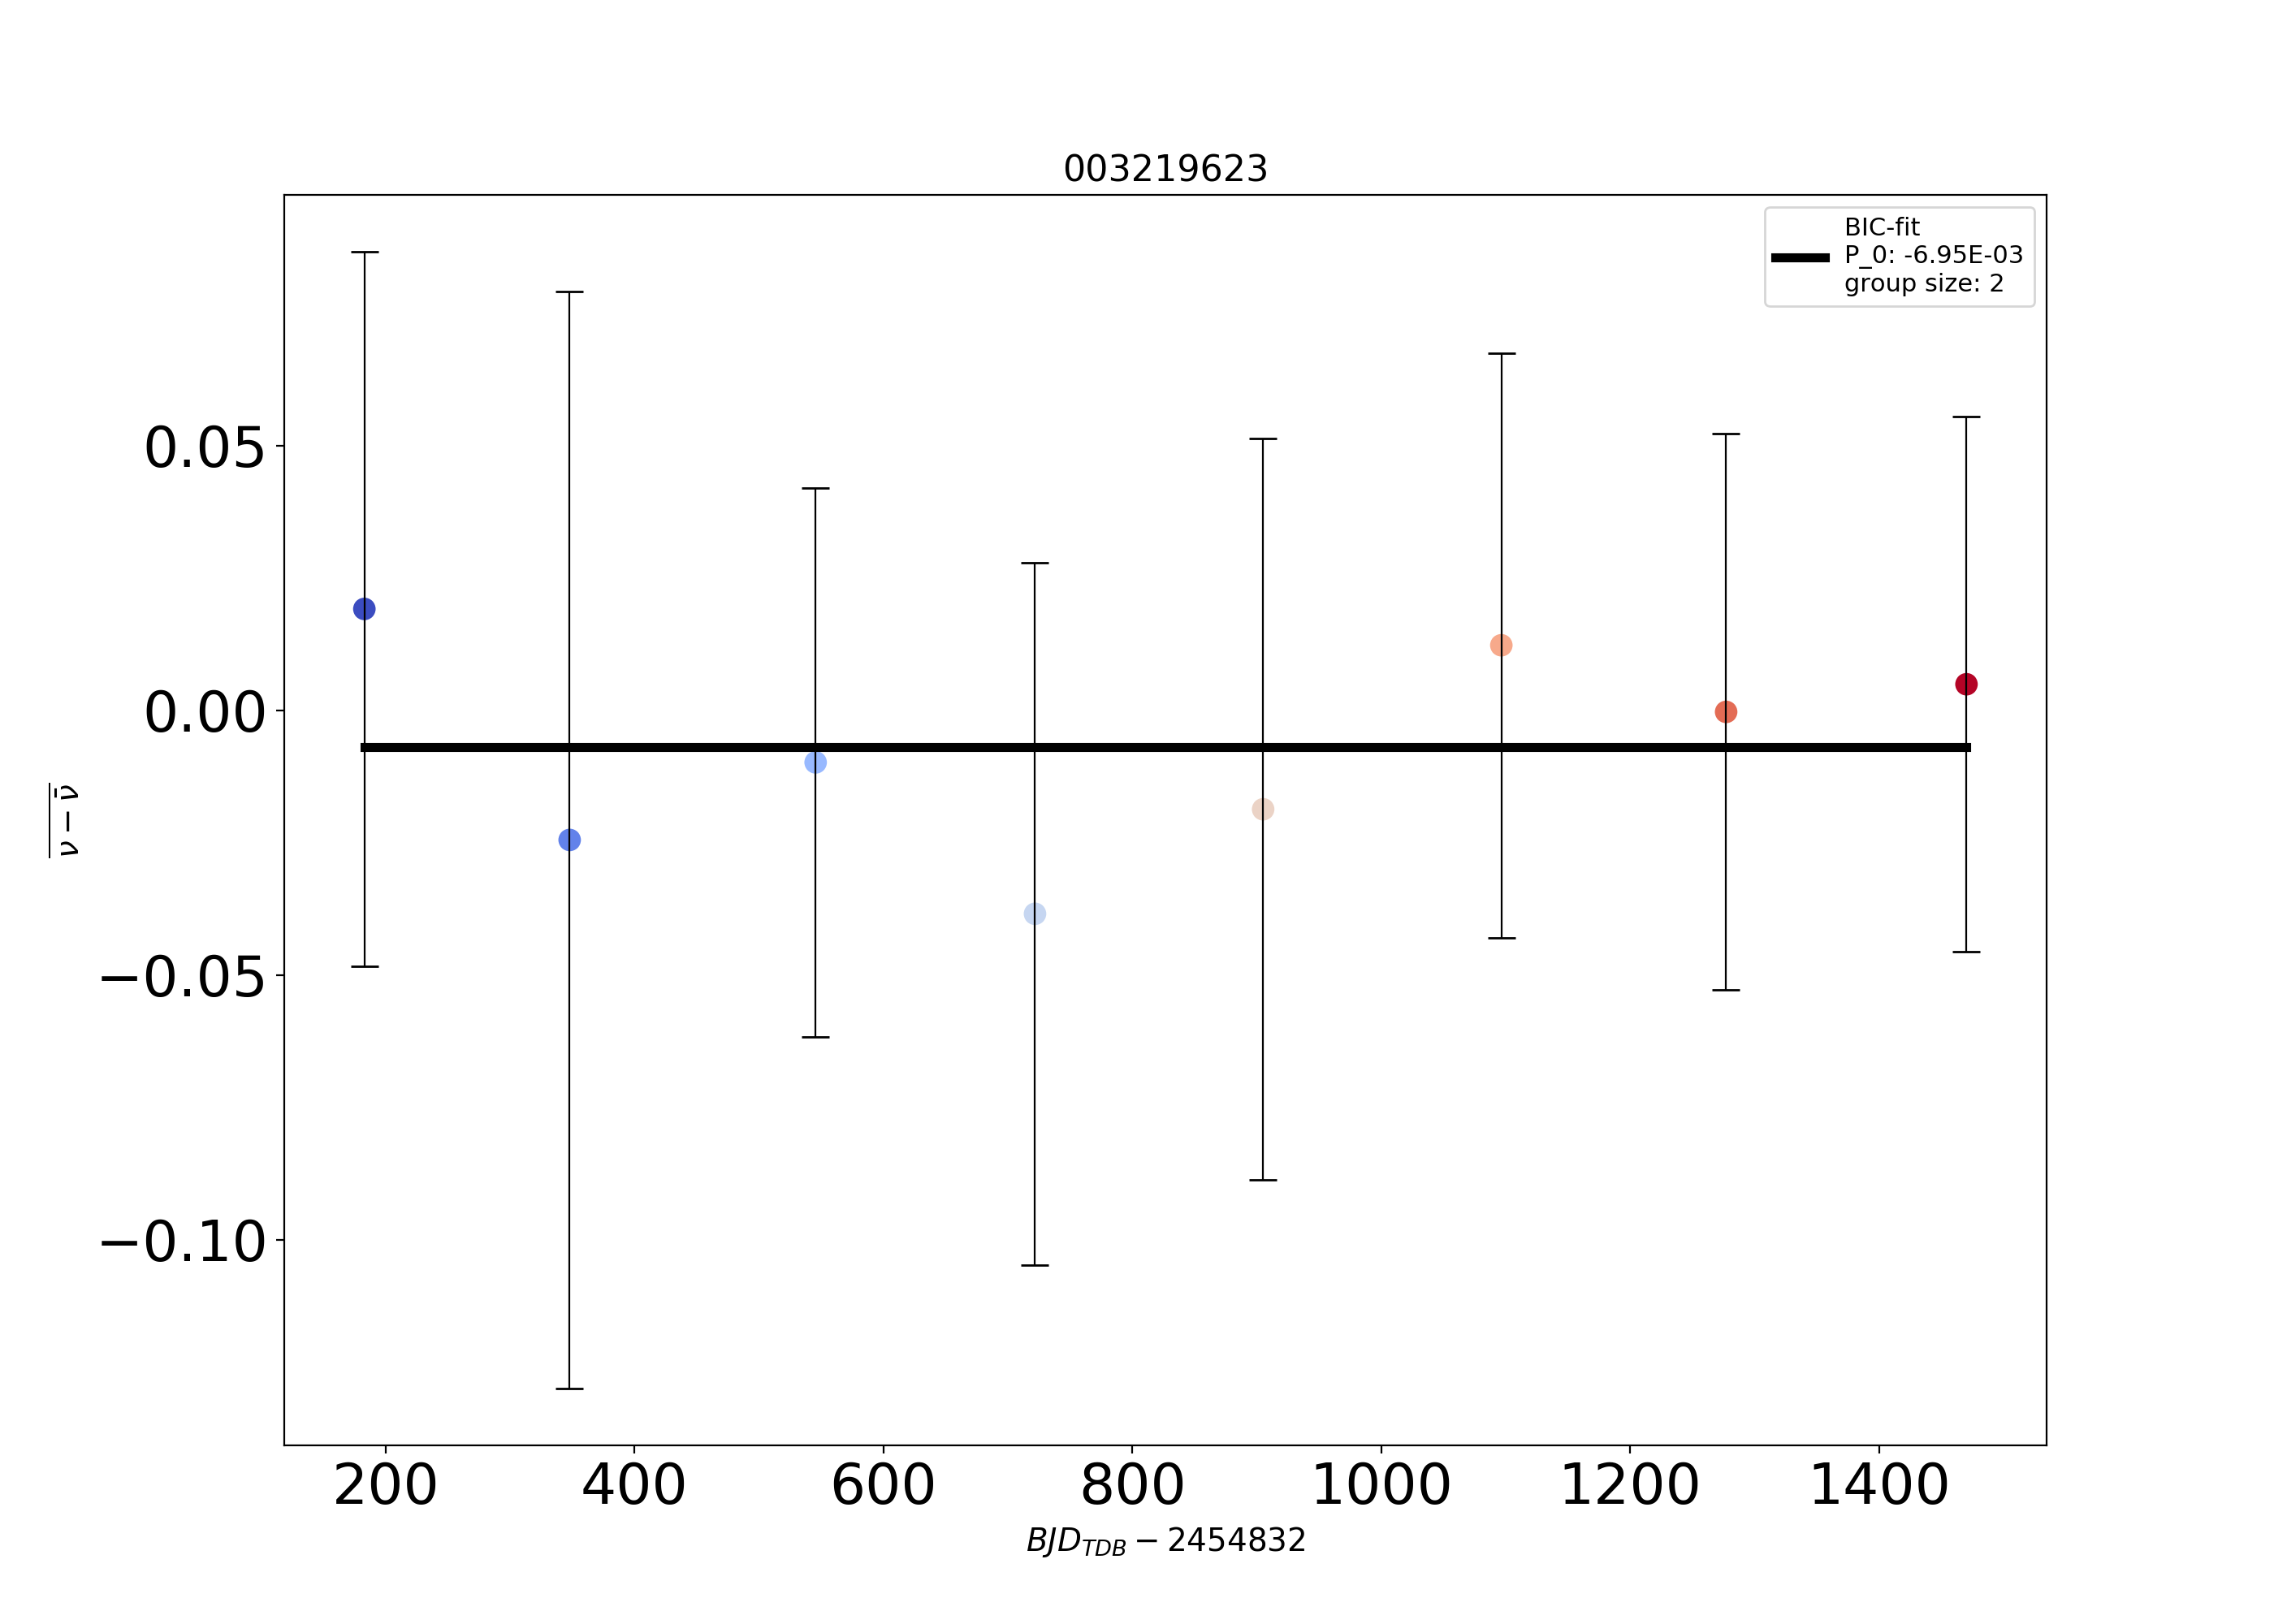 003219623
BIC-fit
P_0: -6.95E-03
group size: 2
0.05
0.00
−0.05
−0.10
ν − ν̄
200 400 600 800 1000 1200 1400
BJD_TDB − 2454832